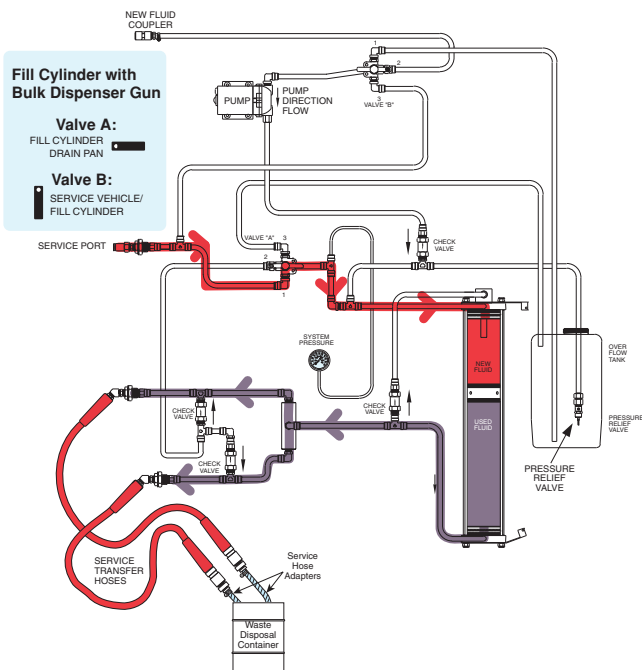 NEW FLUID
COUPLER
Fill Cylinder with
Bulk Dispenser Gun
Valve A:
FILL CYLINDER
DRAIN PAN
Valve B:
SERVICE VEHICLE/
FILL CYLINDER
PUMP
PUMP
DIRECTION
FLOW
1
2
3
VALVE "B"
SERVICE PORT
VALVE "A"
3
2
1
CHECK
VALVE
SYSTEM
PRESSURE
NEW
FLUID
USED
FLUID
OVER
FLOW
TANK
PRESSURE
RELIEF
VALVE
PRESSURE
RELIEF
VALVE
CHECK
VALVE
CHECK
VALVE
CHECK
VALVE
SERVICE
TRANSFER
HOSES
Service
Hose
Adapters
Waste
Disposal
Container